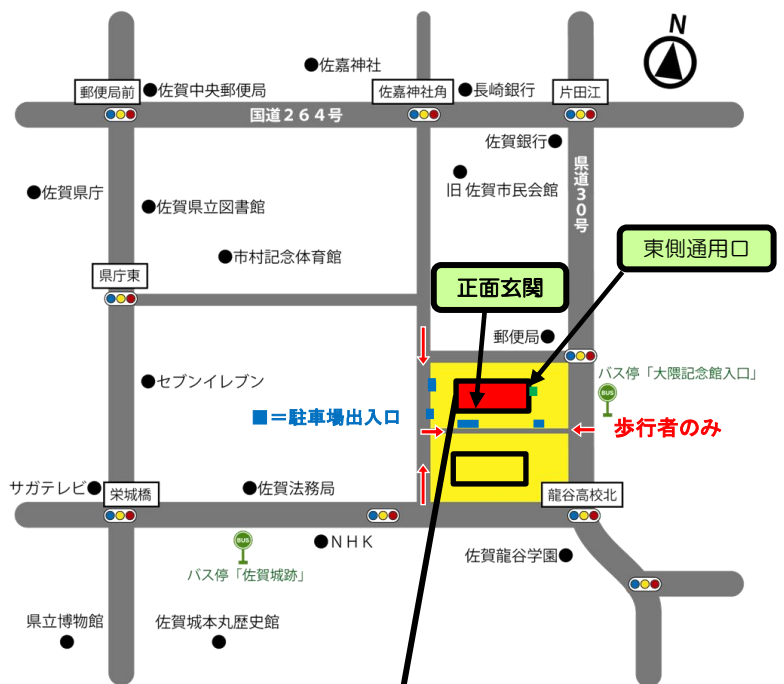 N
佐嘉神社
郵便局前
佐賀中央郵便局
佐嘉神社角
長崎銀行
片田江
国道２６４号
佐賀銀行
県道３０号
佐賀県庁
佐賀県立図書館
旧 佐賀市民会館
市村記念体育館
東側通用口
県庁東
正面玄関
郵便局
セブンイレブン
バス停「大隈記念館入口」
BUS
■＝駐車場出入口
歩行者のみ
サガテレビ
栄城橋
佐賀法務局
龍谷高校北
BUS
ＮＨＫ
バス停「佐賀城跡」
佐賀龍谷学園
県立博物館
佐賀城本丸歴史館